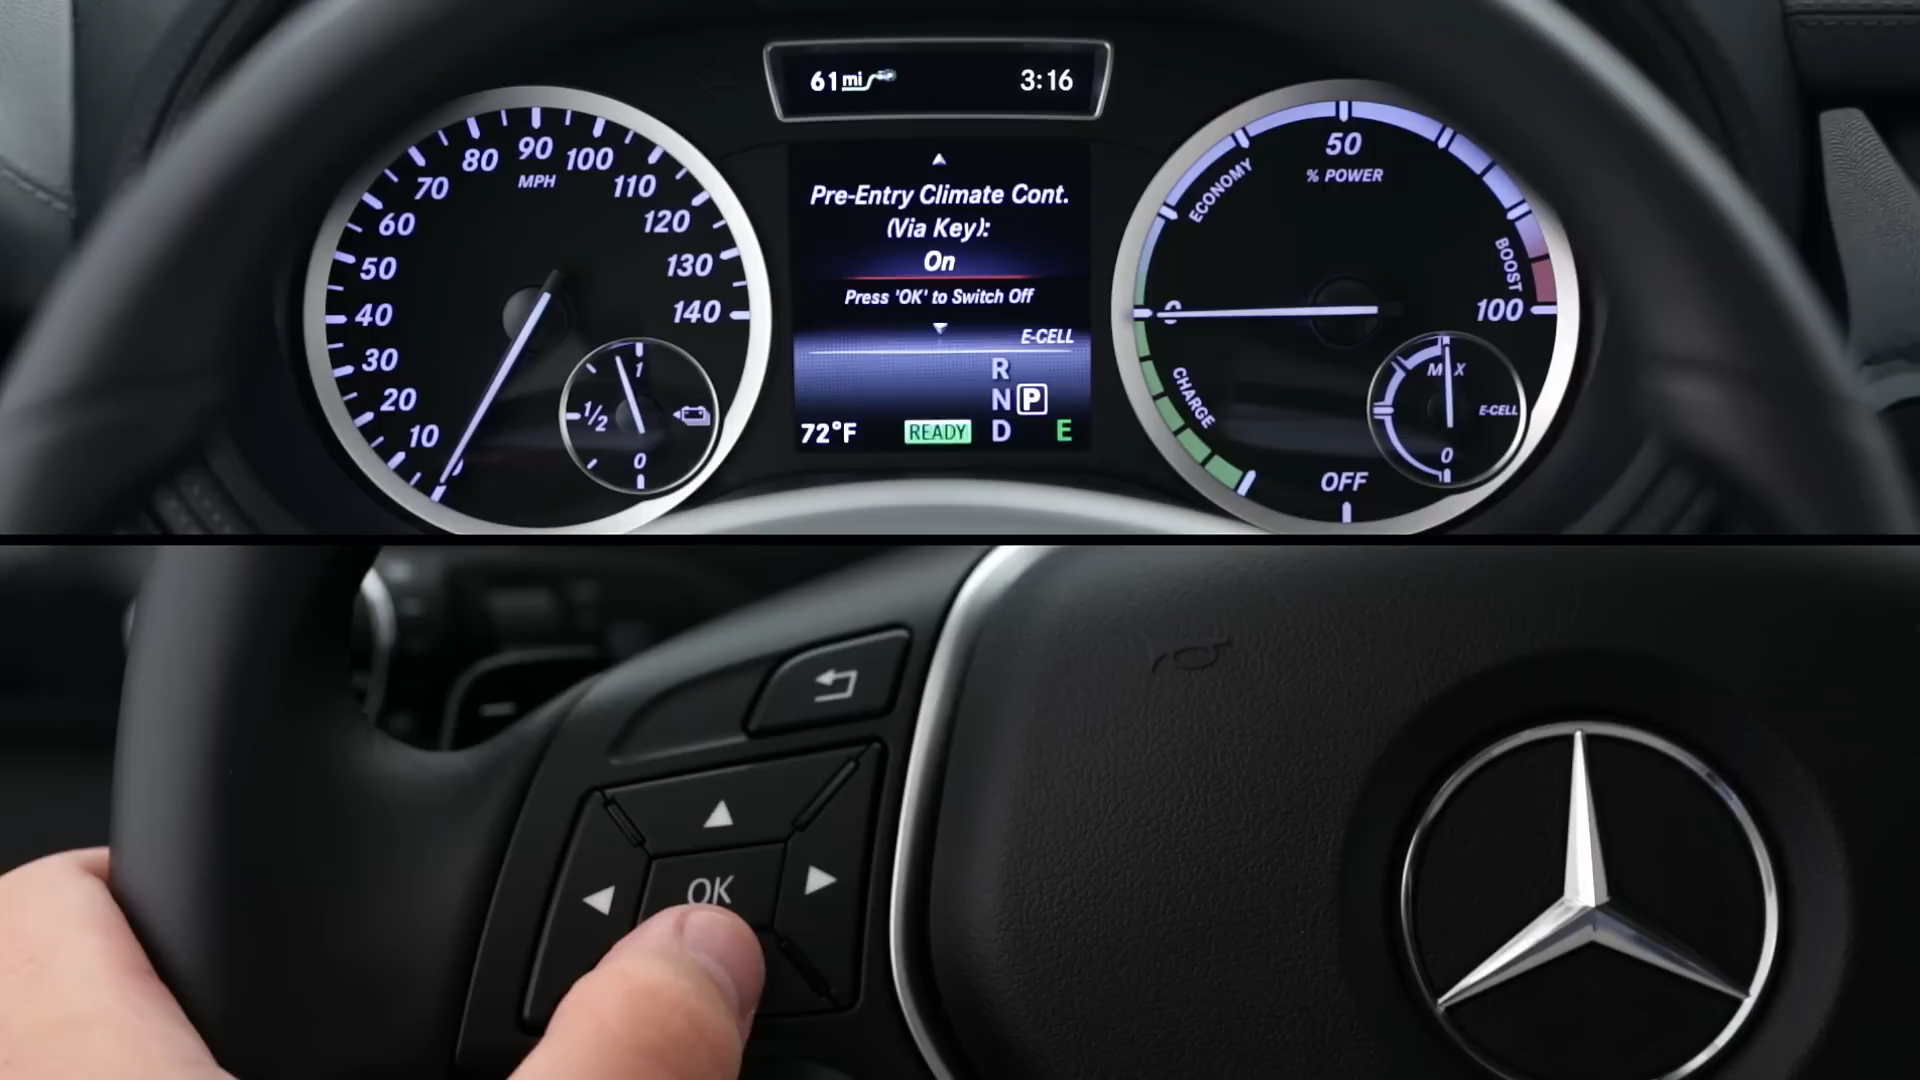 61 mi 3:16
Pre-Entry Climate Cont.
(Via Key):
On
Press 'OK' to Switch Off
E-CELL
R
N P
D
72°F READY E
10
20
30
40
50
60
70
80
90
100
110
120
130
140
MPH
1
1/2
0
50
% POWER
ECONOMY
BOOST
100
0
CHARGE
OFF
MAX
E-CELL
0
OK